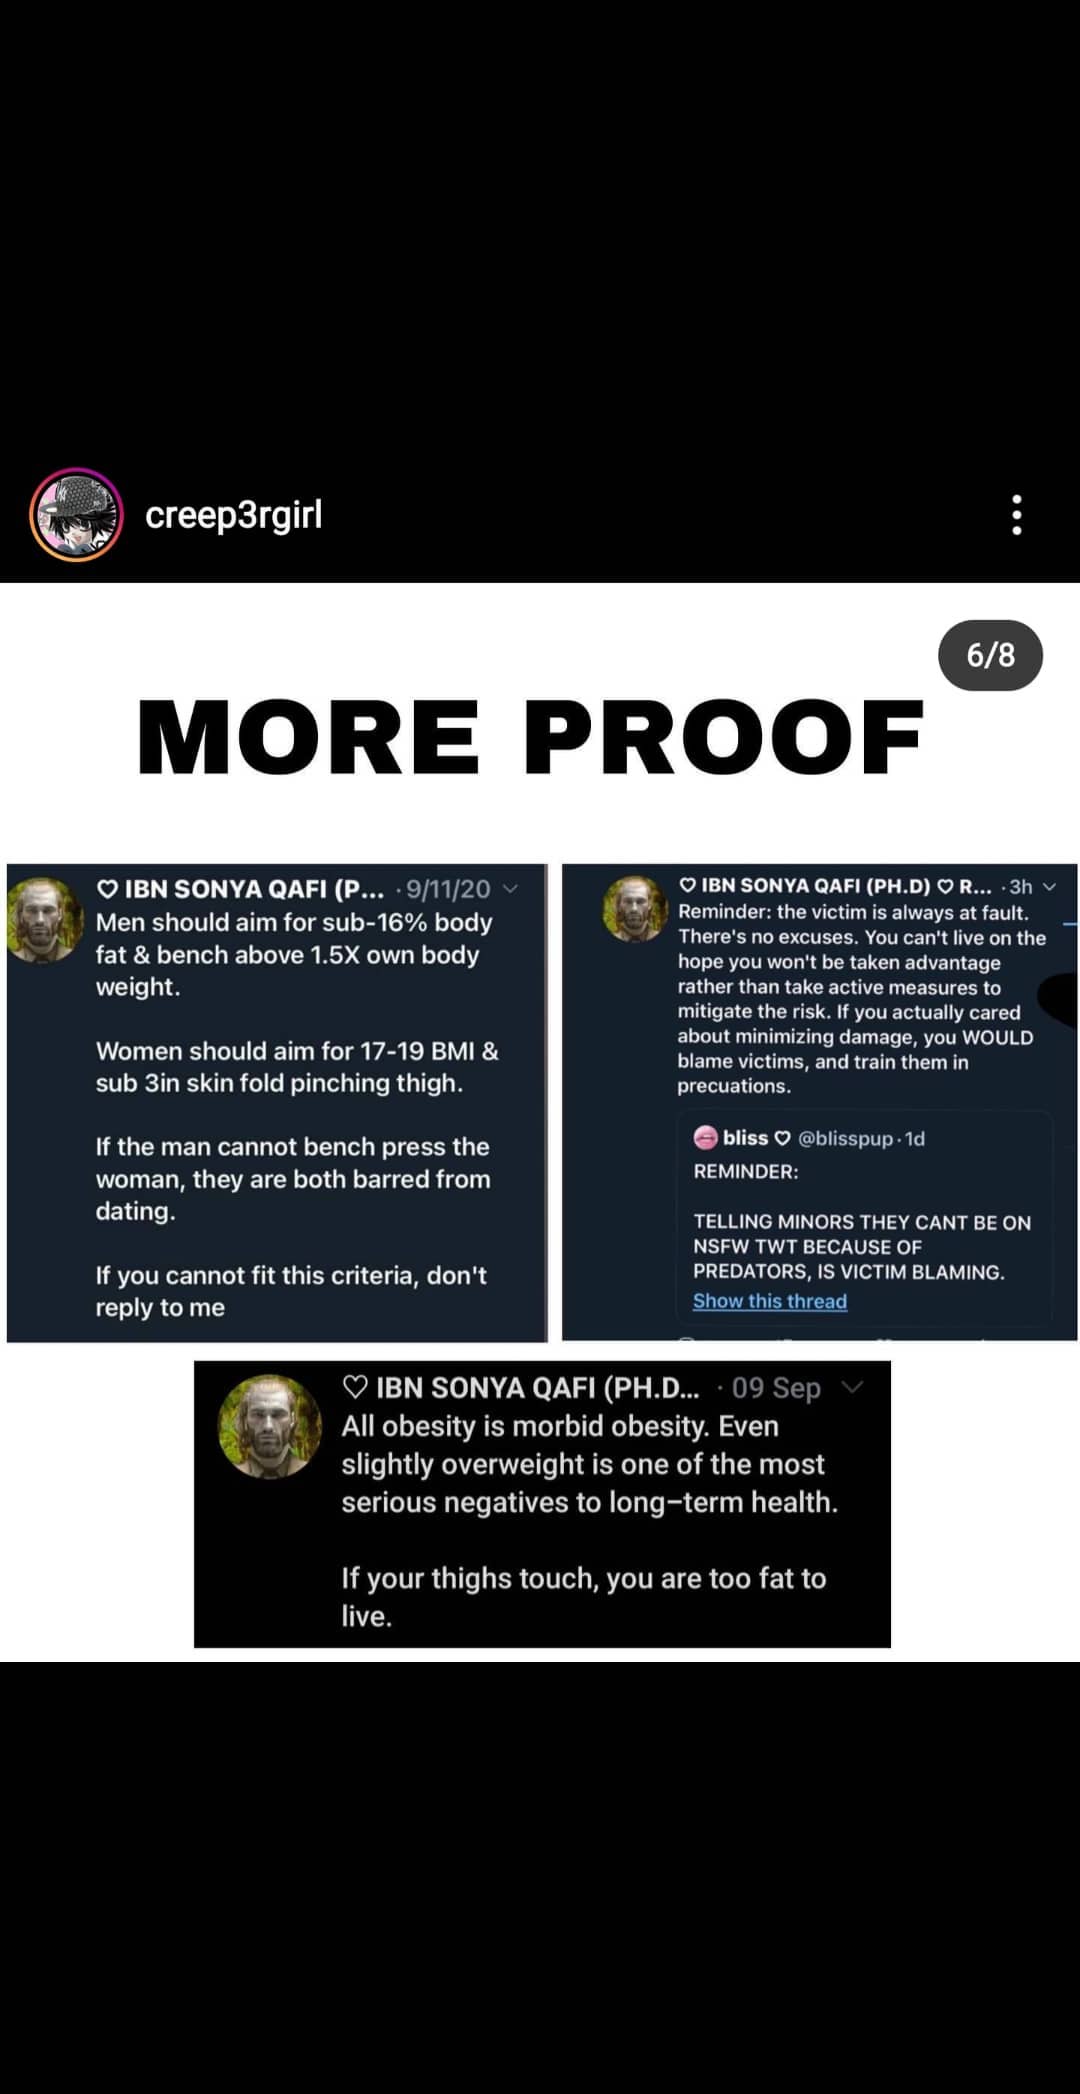 creep3rgirl
6/8
MORE PROOF
♡ IBN SONYA QAFI (P... · 9/11/20
Men should aim for sub-16% body
fat & bench above 1.5X own body
weight.
Women should aim for 17-19 BMI &
sub 3in skin fold pinching thigh.
If the man cannot bench press the
woman, they are both barred from
dating.
If you cannot fit this criteria, don't
reply to me
♡ IBN SONYA QAFI (PH.D) ♡ R... · 3h
Reminder: the victim is always at fault.
There's no excuses. You can't live on the
hope you won't be taken advantage
rather than take active measures to
mitigate the risk. If you actually cared
about minimizing damage, you WOULD
blame victims, and train them in
precuations.
bliss ♡ @blisspup · 1d
REMINDER:
TELLING MINORS THEY CANT BE ON
NSFW TWT BECAUSE OF
PREDATORS, IS VICTIM BLAMING.
Show this thread
♡ IBN SONYA QAFI (PH.D... · 09 Sep
All obesity is morbid obesity. Even
slightly overweight is one of the most
serious negatives to long-term health.
If your thighs touch, you are too fat to
live.